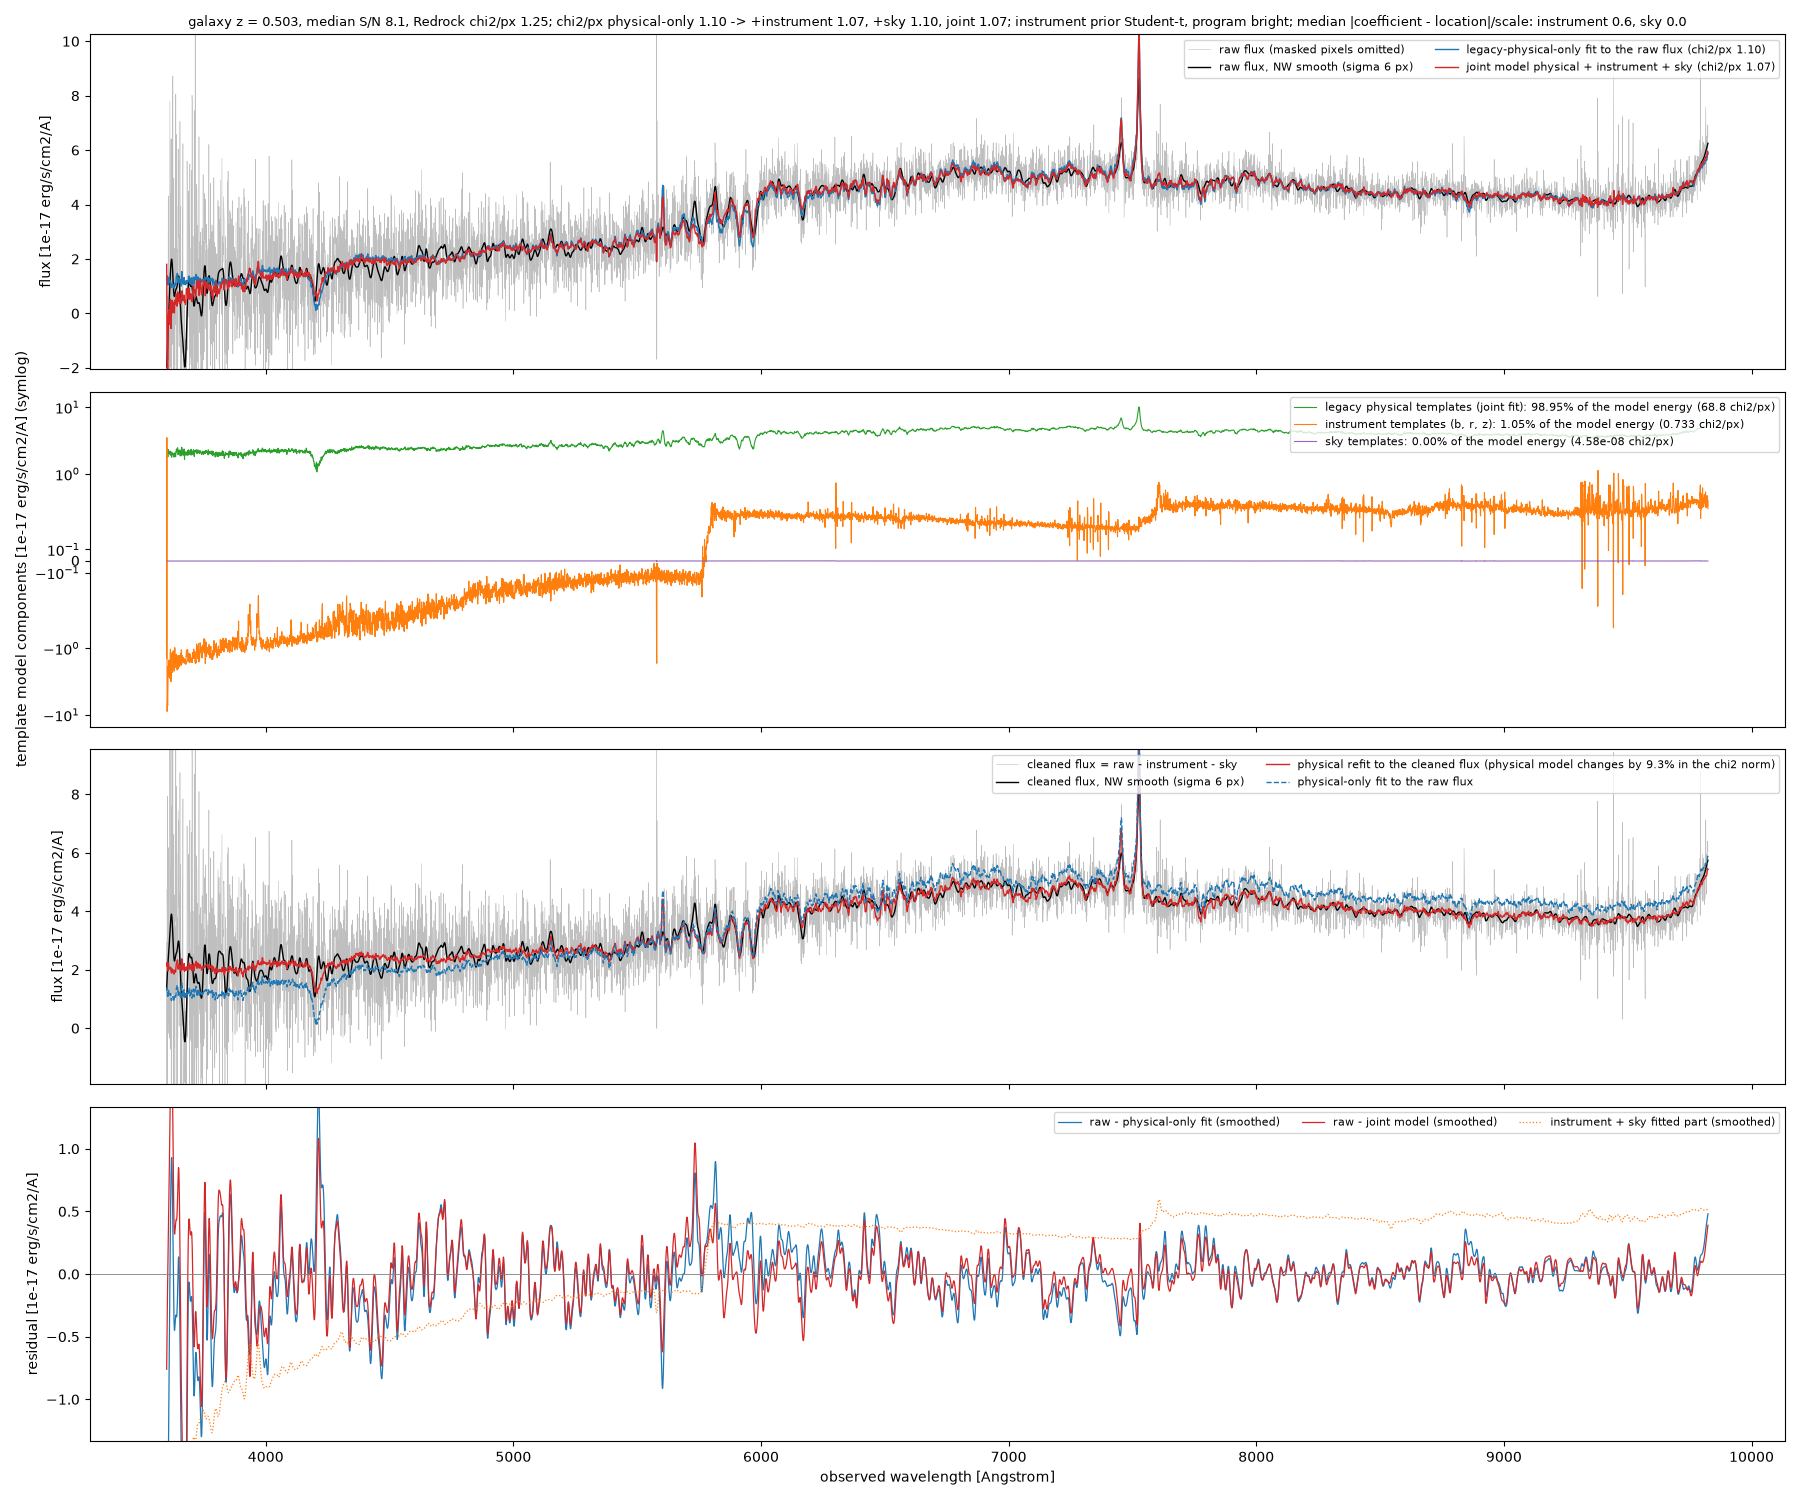 galaxy z = 0.503, median S/N 8.1, Redrock chi2/px 1.25; chi2/px physical-only 1.10 -> +instrument 1.07, +sky 1.10, joint 1.07; instrument prior Student-t, program bright; median |coefficient - location|/scale: instrument 0.6, sky 0.0
raw flux (masked pixels omitted)
raw flux, NW smooth (sigma 6 px)
legacy-physical-only fit to the raw flux (chi2/px 1.10)
joint model physical + instrument + sky (chi2/px 1.07)
flux [1e-17 erg/s/cm2/A]
10
8
6
4
2
0
−2
legacy physical templates (joint fit): 98.95% of the model energy (68.8 chi2/px)
instrument templates (b, r, z): 1.05% of the model energy (0.733 chi2/px)
sky templates: 0.00% of the model energy (4.58e-08 chi2/px)
template model components [1e-17 erg/s/cm2/A] (symlog)
10¹
10⁰
10⁻¹
0
−10⁻¹
−10⁰
−10¹
cleaned flux = raw - instrument - sky
cleaned flux, NW smooth (sigma 6 px)
physical refit to the cleaned flux (physical model changes by 9.3% in the chi2 norm)
physical-only fit to the raw flux
flux [1e-17 erg/s/cm2/A]
8
6
4
2
0
raw - physical-only fit (smoothed)
raw - joint model (smoothed)
instrument + sky fitted part (smoothed)
residual [1e-17 erg/s/cm2/A]
1.0
0.5
0.0
−0.5
−1.0
4000
5000
6000
7000
8000
9000
10000
observed wavelength [Angstrom]